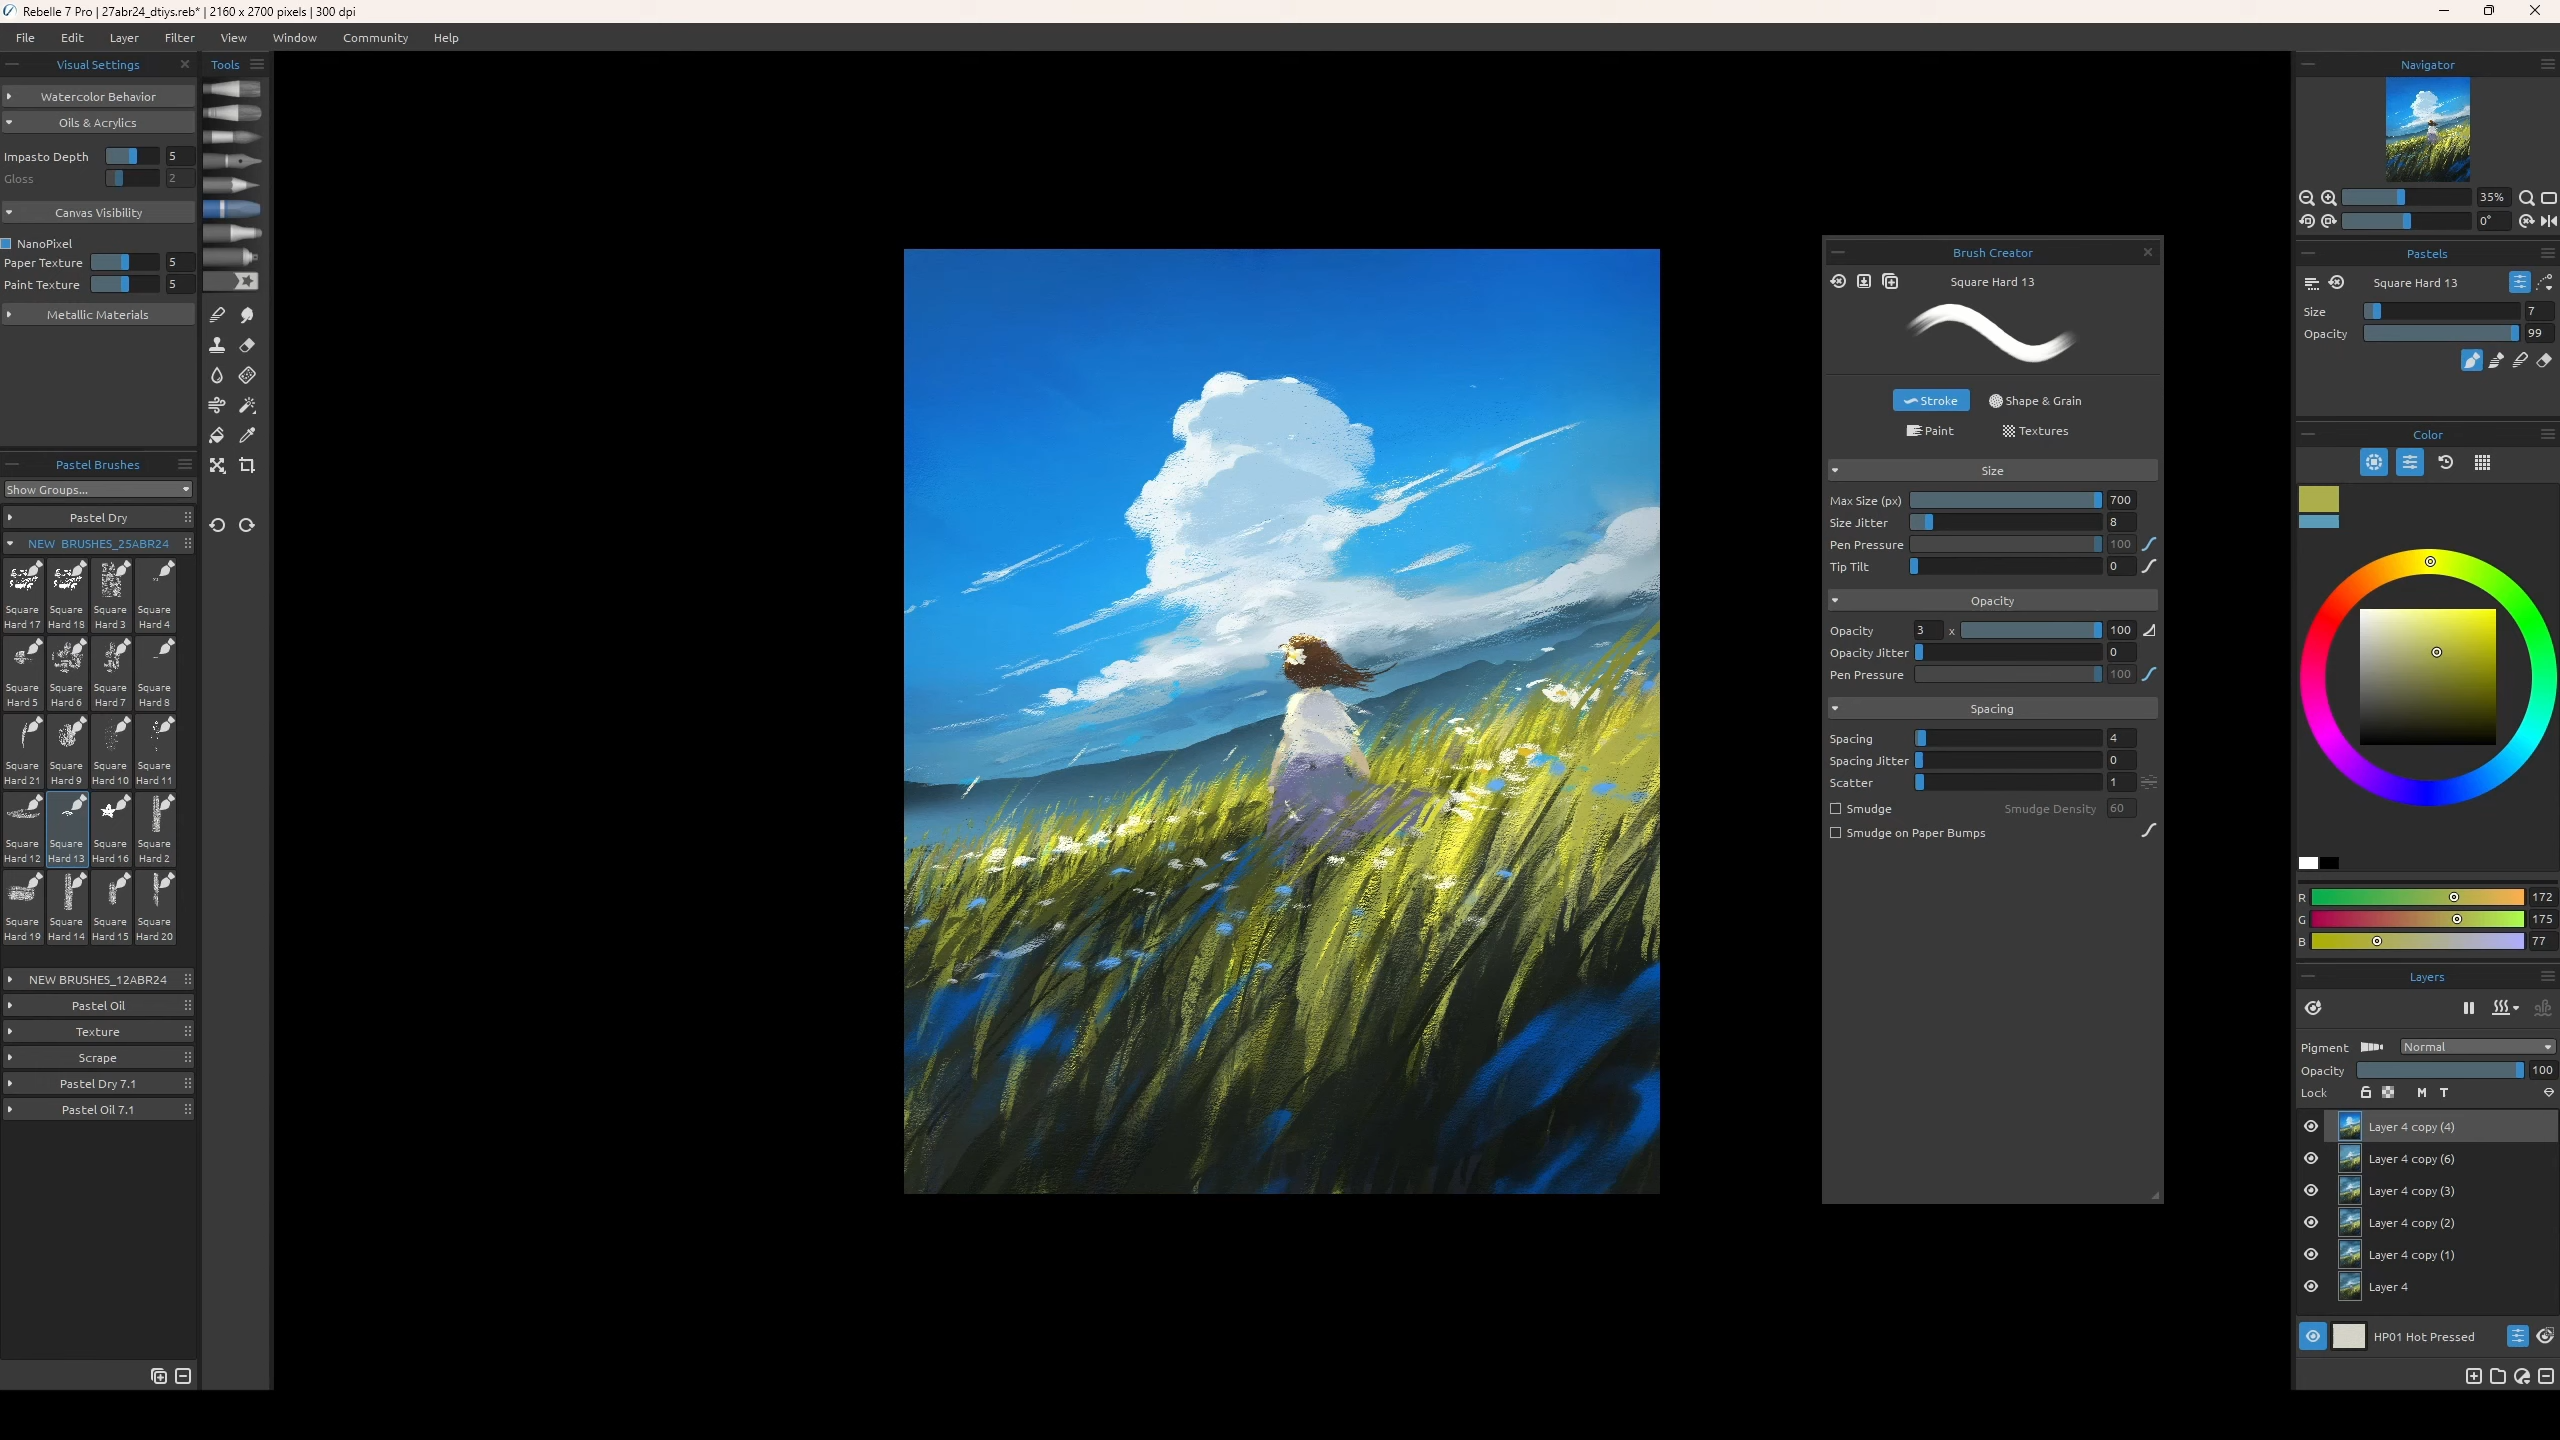 Rebelle 7 Pro | 27abr24_dtiys.reb* | 2160 x 2700 pixels | 300 dpi
File Edit Layer Filter View Window Community Help
Visual Settings
Watercolor Behavior
Oils & Acrylics
Impasto Depth 5
Gloss 2
Canvas Visibility
NanoPixel
Paper Texture 5
Paint Texture 5
Metallic Materials
Pastel Brushes
Show Groups...
Pastel Dry
NEW BRUSHES_25ABR24
Square Hard 17
Square Hard 18
Square Hard 3
Square Hard 4
Square Hard 5
Square Hard 6
Square Hard 7
Square Hard 8
Square Hard 21
Square Hard 9
Square Hard 10
Square Hard 11
Square Hard 12
Square Hard 13
Square Hard 16
Square Hard 2
Square Hard 19
Square Hard 14
Square Hard 15
Square Hard 20
NEW BRUSHES_12ABR24
Pastel Oil
Texture
Scrape
Pastel Dry 7.1
Pastel Oil 7.1
Tools
Brush Creator
Square Hard 13
Stroke Shape & Grain
Paint Textures
Size
Max Size (px) 700
Size Jitter 8
Pen Pressure 100
Tip Tilt 0
Opacity
Opacity 3 x 100
Opacity Jitter 0
Pen Pressure 100
Spacing
Spacing 4
Spacing Jitter 0
Scatter 1
Smudge Smudge Density 60
Smudge on Paper Bumps
Navigator
35%
0°
Pastels
Square Hard 13
Size 7
Opacity 99
Color
R 172
G 175
B 77
Layers
Pigment Normal
Opacity 100
Lock M T
Layer 4 copy (4)
Layer 4 copy (6)
Layer 4 copy (3)
Layer 4 copy (2)
Layer 4 copy (1)
Layer 4
HP01 Hot Pressed